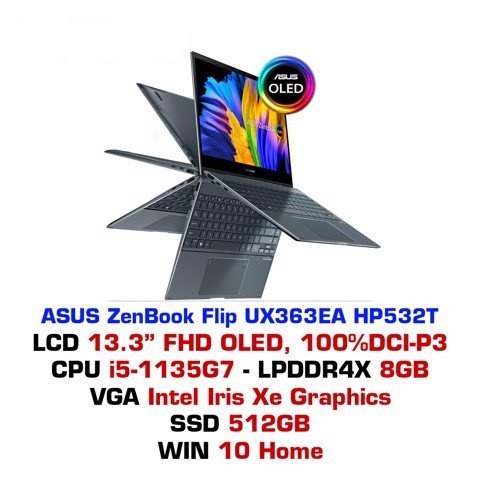 ASUS
OLED
ASUS ZenBook Flip UX363EA HP532T
LCD 13.3” FHD OLED, 100%DCI-P3
CPU i5-1135G7 - LPDDR4X 8GB
VGA Intel Iris Xe Graphics
SSD 512GB
WIN 10 Home